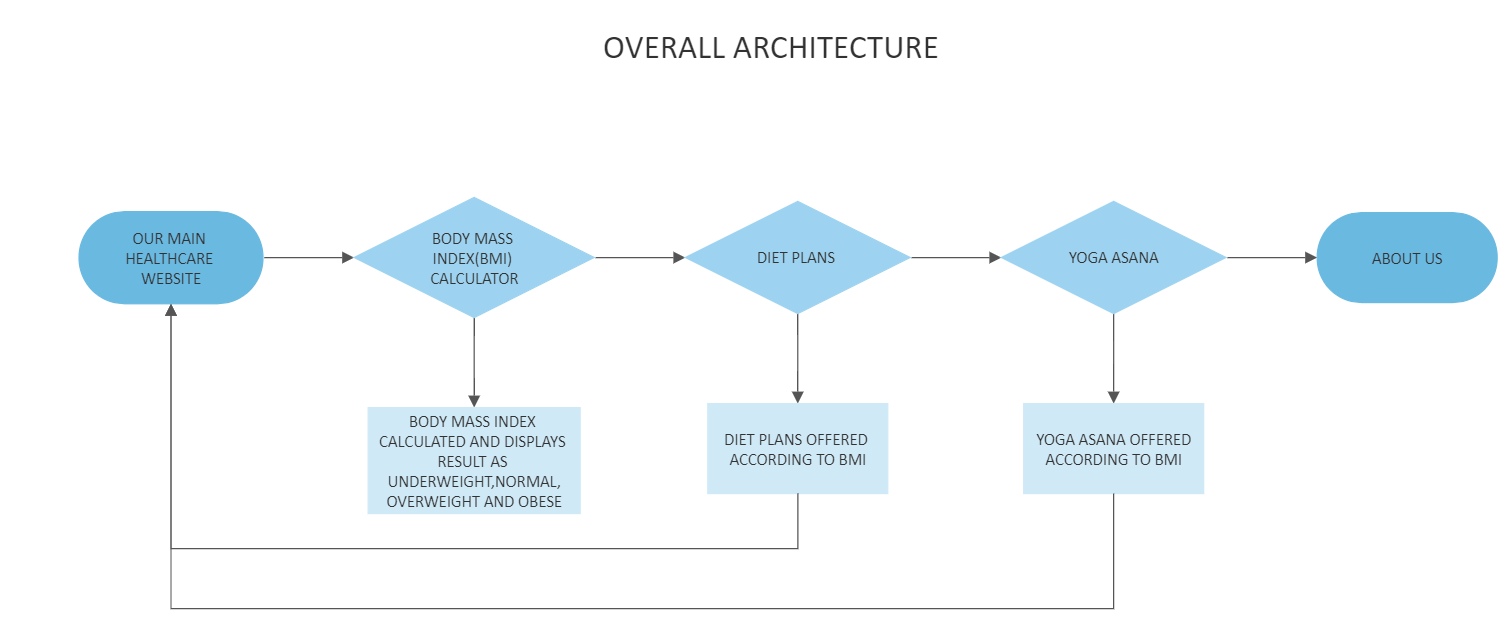 OVERALL ARCHITECTURE
OUR MAIN
HEALTHCARE
WEBSITE
BODY MASS
INDEX(BMI)
CALCULATOR
DIET PLANS
YOGA ASANA
ABOUT US
BODY MASS INDEX
CALCULATED AND DISPLAYS
RESULT AS
UNDERWEIGHT,NORMAL,
OVERWEIGHT AND OBESE
DIET PLANS OFFERED
ACCORDING TO BMI
YOGA ASANA OFFERED
ACCORDING TO BMI